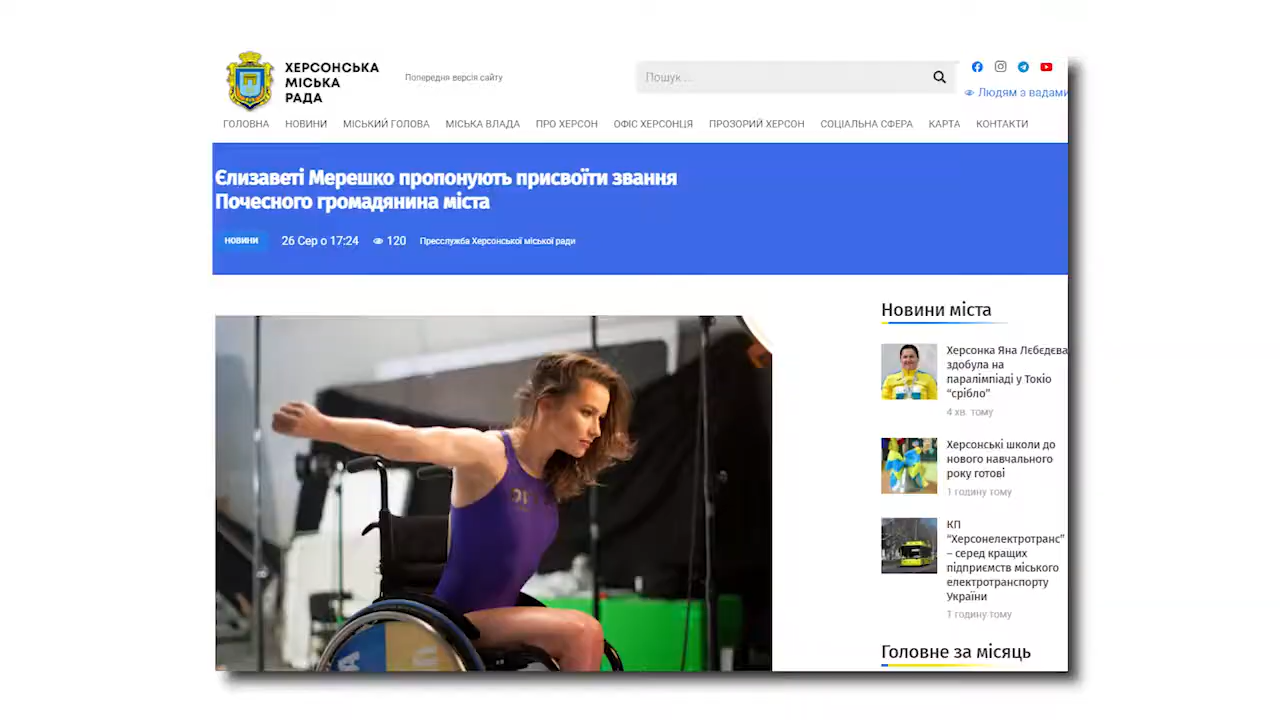 ХЕРСОНСЬКА
МІСЬКА
РАДА
Попередня версія сайту
Пошук ...
Людям з вадами
ГОЛОВНА НОВИНИ МІСЬКИЙ ГОЛОВА МІСЬКА ВЛАДА ПРО ХЕРСОН ОФІС ХЕРСОНЦЯ ПРОЗОРИЙ ХЕРСОН СОЦІАЛЬНА СФЕРА КАРТА КОНТАКТИ
Єлизаветі Мерешко пропонують присвоїти звання
Почесного громадянина міста
НОВИНИ 26 Сер о 17:24 120 Пресслужба Херсонської міської ради
Новини міста
Херсонка Яна Лєбєдєва
здобула на
паралімпіаді у Токіо
“срібло”
4 хв. тому
Херсонські школи до
нового навчального
року готові
1 годину тому
КП
“Херсонелектротранс”
– серед кращих
підприємств міського
електротранспорту
України
1 годину тому
Головне за місяць